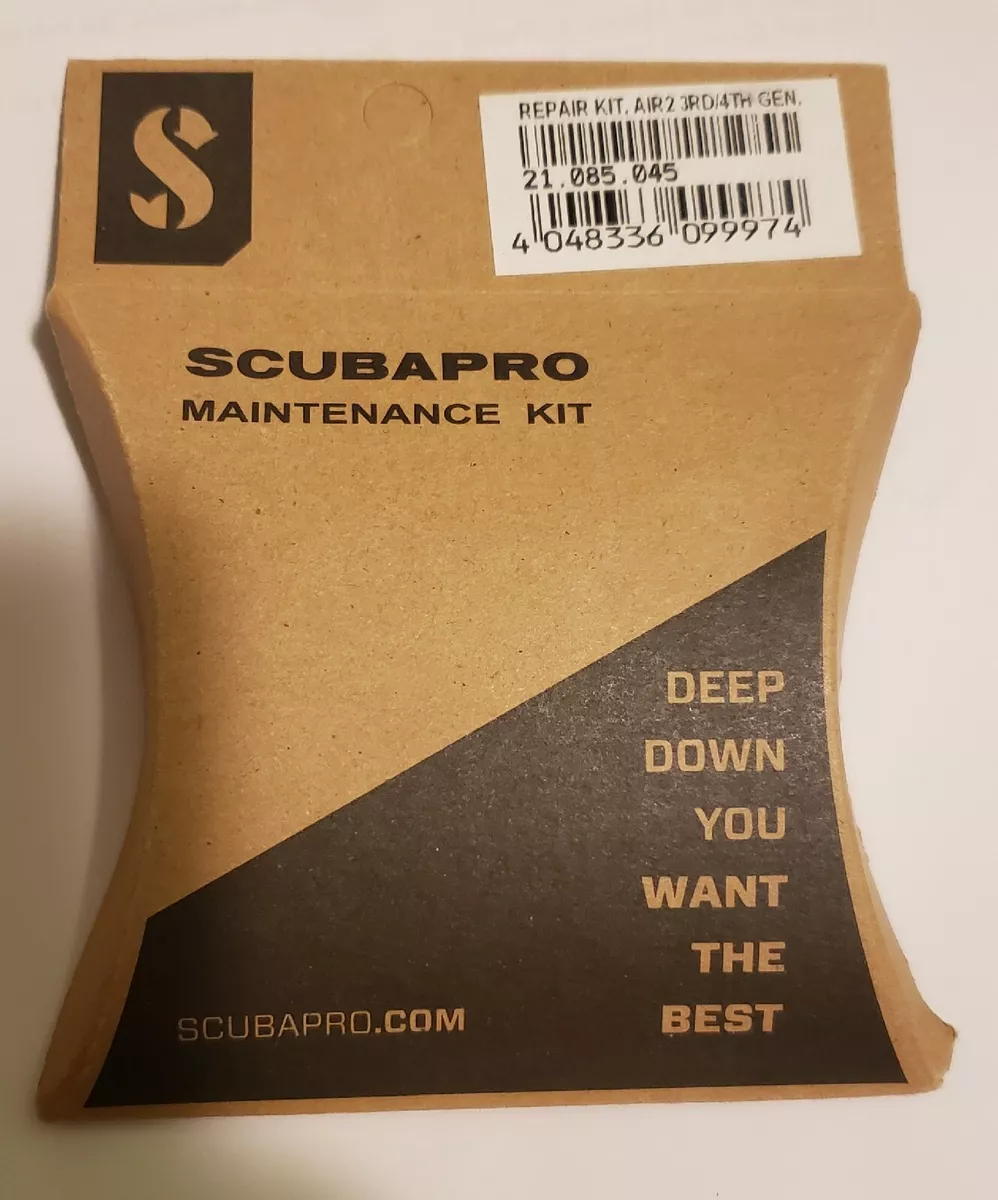 S
REPAIR KIT. AIR2 3RD/4TH GEN.
21.085.045
4 048336 099974
SCUBAPRO
MAINTENANCE KIT
DEEP
DOWN
YOU
WANT
THE
BEST
SCUBAPRO.COM